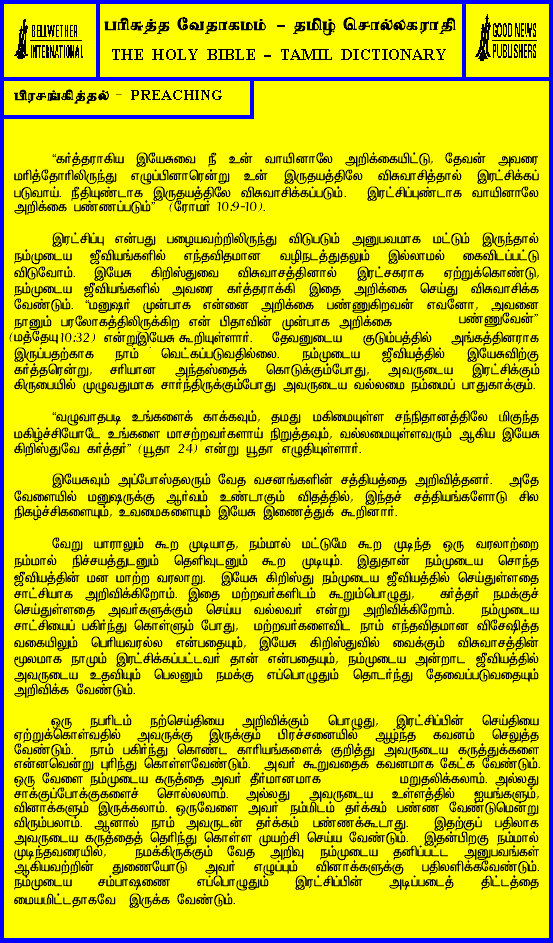 BELLWETHER
INTERNATIONAL
பரிசுத்த வேதாகமம் - தமிழ் சொல்லகராதி
THE HOLY BIBLE - TAMIL DICTIONARY
GOOD NEWS
PUBLISHERS
பிரசங்கித்தல் - PREACHING
“கர்த்தராகிய இயேசுவை நீ உன் வாயினாலே அறிக்கையிட்டு, தேவன் அவரை
மரித்தோரிலிருந்து எழுப்பினாரென்று உன் இருதயத்திலே விசுவாசித்தால் இரட்சிக்கப்
படுவாய். நீதியுண்டாக இருதயத்திலே விசுவாசிக்கப்படும். இரட்சிப்புண்டாக வாயினாலே
அறிக்கை பண்ணப்படும்” (ரோமர் 10:9-10).
இரட்சிப்பு என்பது பழையவற்றிலிருந்து விடுபடும் அனுபவமாக மட்டும் இருந்தால்
நம்முடைய ஜீவியங்களில் எந்தவிதமான வழிநடத்துதலும் இல்லாமல் கைவிடப்பட்டு
விடுவோம். இயேசு கிறிஸ்துவை விசுவாசத்தினால் இரட்சகராக ஏற்றுக்கொண்டு,
நம்முடைய ஜீவியங்களில் அவரை கர்த்தராக்கி இதை அறிக்கை செய்து விசுவாசிக்க
வேண்டும். “மனுஷர் முன்பாக என்னை அறிக்கை பண்ணுகிறவன் எவனோ, அவனை
நானும் பரலோகத்திலிருக்கிற என் பிதாவின் முன்பாக அறிக்கை பண்ணுவேன்”
(மத்தேயு10:32) என்றுஇயேசு கூறியுள்ளார். தேவனுடைய குடும்பத்தில் அங்கத்தினராக
இருப்பதற்காக நாம் வெட்கப்படுவதில்லை. நம்முடைய ஜீவியத்தில் இயேசுவிற்கு
கர்த்தரென்று, சரியான அந்தஸ்தைக் கொடுக்கும்போது, அவருடைய இரட்சிக்கும்
கிருபையில் முழுவதுமாக சார்ந்திருக்கும்போது அவருடைய வல்லமை நம்மைப் பாதுகாக்கும்.
“வழுவாதபடி உங்களைக் காக்கவும், தமது மகிமையுள்ள சந்நிதானத்திலே மிகுந்த
மகிழ்ச்சியோடே உங்களை மாசற்றவர்களாய் நிறுத்தவும், வல்லமையுள்ளவரும் ஆகிய இயேசு
கிறிஸ்துவே கர்த்தர்” (யூதா 24) என்று யூதா எழுதியுள்ளார்.
இயேசுவும் அப்போஸ்தலரும் வேத வசனங்களின் சத்தியத்தை அறிவித்தனர். அதே
வேளையில் மனுஷருக்கு ஆர்வம் உண்டாகும் விதத்தில், இந்தச் சத்தியங்களோடு சில
நிகழ்ச்சிகளையும், உவமைகளையும் இயேசு இணைத்துக் கூறினார்.
வேறு யாராலும் கூற முடியாத, நம்மால் மட்டுமே கூற முடிந்த ஒரு வரலாற்றை
நம்மால் நிச்சயத்துடனும் தெளிவுடனும் கூற முடியும். இதுதான் நம்முடைய சொந்த
ஜீவியத்தின் மன மாற்ற வரலாறு. இயேசு கிறிஸ்து நம்முடைய ஜீவியத்தில் செய்துள்ளதை
சாட்சியாக அறிவிக்கிறோம். இதை மற்றவர்களிடம் கூறும்பொழுது, கர்த்தர் நமக்குச்
செய்துள்ளதை அவர்களுக்கும் செய்ய வல்லவர் என்று அறிவிக்கிறோம். நம்முடைய
சாட்சியைப் பகிர்ந்து கொள்ளும் போது, மற்றவர்களைவிட நாம் எந்தவிதமான விசேஷித்த
வகையிலும் பெரியவரல்ல என்பதையும், இயேசு கிறிஸ்துவில் வைக்கும் விசுவாசத்தின்
மூலமாக நாமும் இரட்சிக்கப்பட்டவர் தான் என்பதையும், நம்முடைய அன்றாட ஜீவியத்தில்
அவருடைய உதவியும் பெலனும் நமக்கு எப்பொழுதும் தொடர்ந்து தேவைப்படுவதையும்
அறிவிக்க வேண்டும்.
ஒரு நபரிடம் நற்செய்தியை அறிவிக்கும் பொழுது, இரட்சிப்பின் செய்தியை
ஏற்றுக்கொள்வதில் அவருக்கு இருக்கும் பிரச்சனையில் ஆழ்ந்த கவனம் செலுத்த
வேண்டும். நாம் பகிர்ந்து கொண்ட காரியங்களைக் குறித்து அவருடைய கருத்துக்களை
என்னவென்று புரிந்து கொள்ளவேண்டும். அவர் கூறுவதைக் கவனமாக கேட்க வேண்டும்.
ஒரு வேளை நம்முடைய கருத்தை அவர் தீர்மானமாக மறுதலிக்கலாம். அல்லது
சாக்குப்போக்குகளைச் சொல்லலாம். அல்லது அவருடைய உள்ளத்தில் ஐயங்களும்,
வினாக்களும் இருக்கலாம். ஒருவேளை அவர் நம்மிடம் தர்க்கம் பண்ண வேண்டுமென்று
விரும்பலாம். ஆனால் நாம் அவருடன் தர்க்கம் பண்ணக்கூடாது. இதற்குப் பதிலாக
அவருடைய கருத்தைத் தெரிந்து கொள்ள முயற்சி செய்ய வேண்டும். இதன்பிறகு நம்மால்
முடிந்தவரையில், நமக்கிருக்கும் வேத அறிவு நம்முடைய தனிப்பட்ட அனுபவங்கள்
ஆகியவற்றின் துணையோடு அவர் எழுப்பும் வினாக்களுக்கு பதிலளிக்கவேண்டும்.
நம்முடைய சம்பாஷணை எப்பொழுதும் இரட்சிப்பின் அடிப்படைத் திட்டத்தை
மையமிட்டதாகவே இருக்க வேண்டும்.